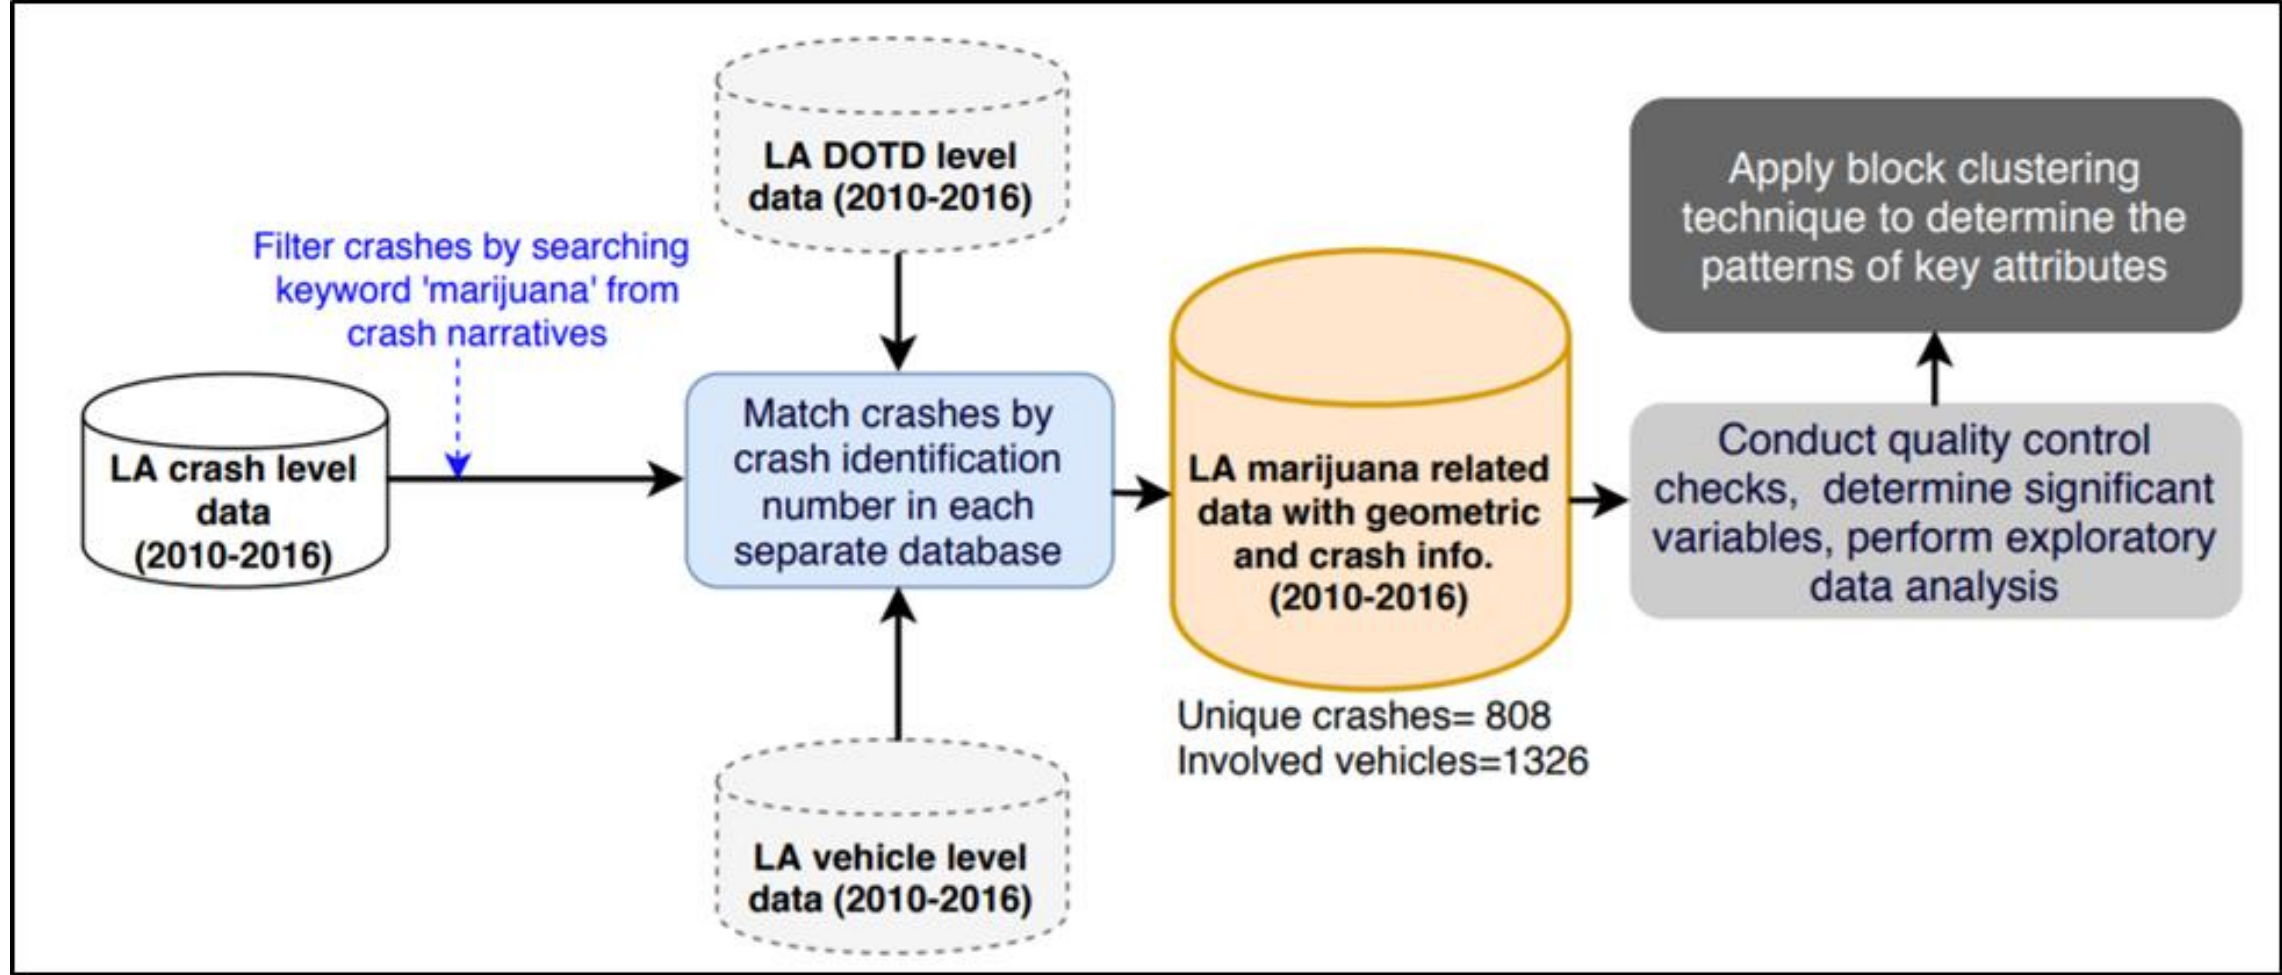 LA DOTD level
data (2010-2016)
Filter crashes by searching
keyword 'marijuana' from
crash narratives
LA crash level
data
(2010-2016)
Match crashes by
crash identification
number in each
separate database
LA vehicle level
data (2010-2016)
LA marijuana related
data with geometric
and crash info.
(2010-2016)
Unique crashes= 808
Involved vehicles=1326
Apply block clustering
technique to determine the
patterns of key attributes
Conduct quality control
checks,  determine significant
variables, perform exploratory
data analysis